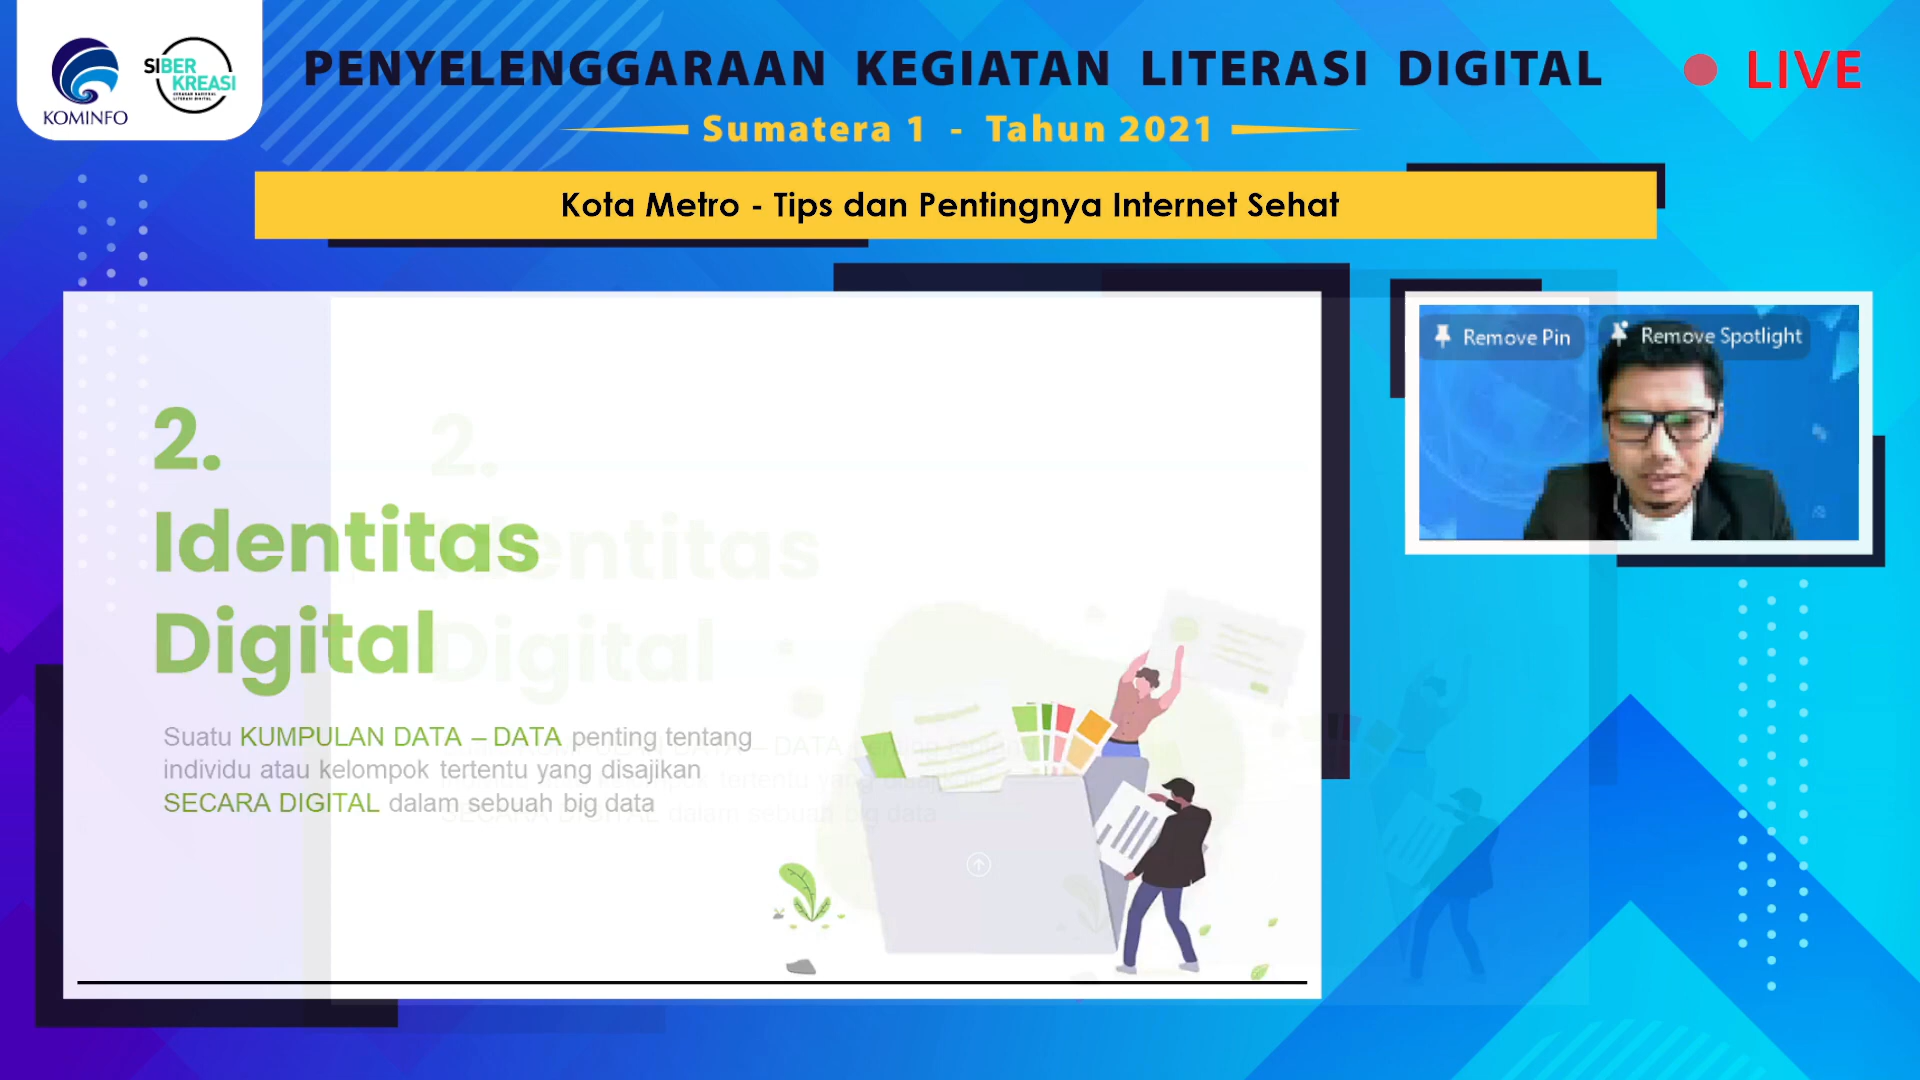 KOMINFO
SIBER
KREASI
PENYELENGGARAAN KEGIATAN LITERASI DIGITAL
LIVE
Sumatera 1 - Tahun 2021
Kota Metro - Tips dan Pentingnya Internet Sehat
Remove Pin
Remove Spotlight
2.
Identitas
Digital
Suatu KUMPULAN DATA – DATA penting tentang
individu atau kelompok tertentu yang disajikan
SECARA DIGITAL dalam sebuah big data